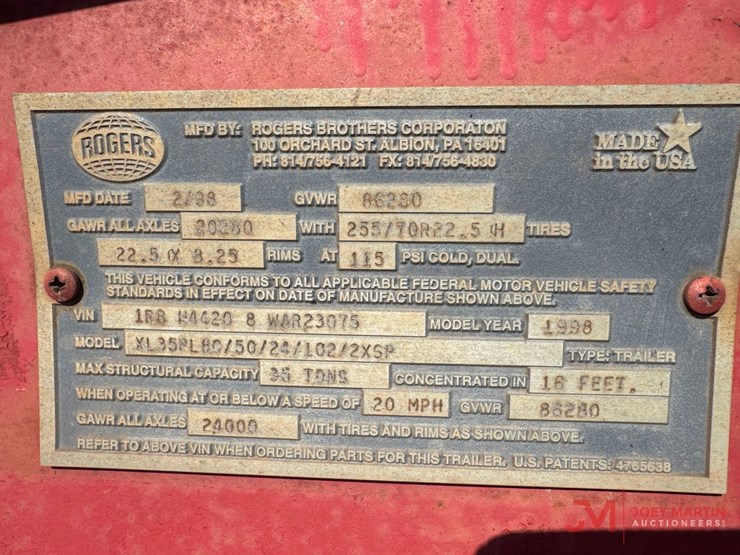 ROGERS
MFD BY: ROGERS BROTHERS CORPORATON
100 ORCHARD ST. ALBION, PA 16401
PH: 814/756-4121 FX: 814/756-4830
MADE
in the USA
MFD DATE 2/98 GVWR 86280
GAWR ALL AXLES 20280 WITH 255/70R22.5 H TIRES
22.5 X 8.25 RIMS AT 115 PSI COLD, DUAL.
THIS VEHICLE CONFORMS TO ALL APPLICABLE FEDERAL MOTOR VEHICLE SAFETY
STANDARDS IN EFFECT ON DATE OF MANUFACTURE SHOWN ABOVE.
VIN 1RB H4420 8 WAR23075 MODEL YEAR 1998
MODEL XL35PL80/50/24/102/2XSP TYPE: TRAILER
MAX STRUCTURAL CAPACITY 35 TONS CONCENTRATED IN 16 FEET.
WHEN OPERATING AT OR BELOW A SPEED OF 20 MPH GVWR 86280
GAWR ALL AXLES 24000 WITH TIRES AND RIMS AS SHOWN ABOVE.
REFER TO ABOVE VIN WHEN ORDERING PARTS FOR THIS TRAILER. U.S. PATENTS: 4765638
JOEY MARTIN
AUCTIONEERS